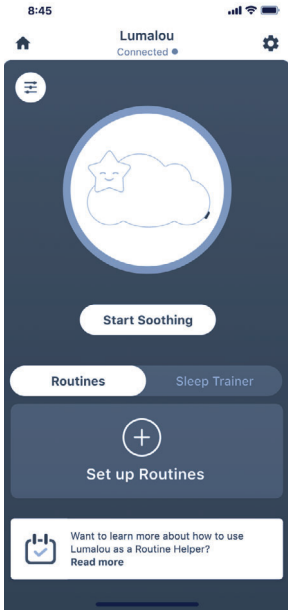 8:45
Lumalou
Connected
Start Soothing
Routines
Sleep Trainer
Set up Routines
Want to learn more about how to use
Lumalou as a Routine Helper?
Read more